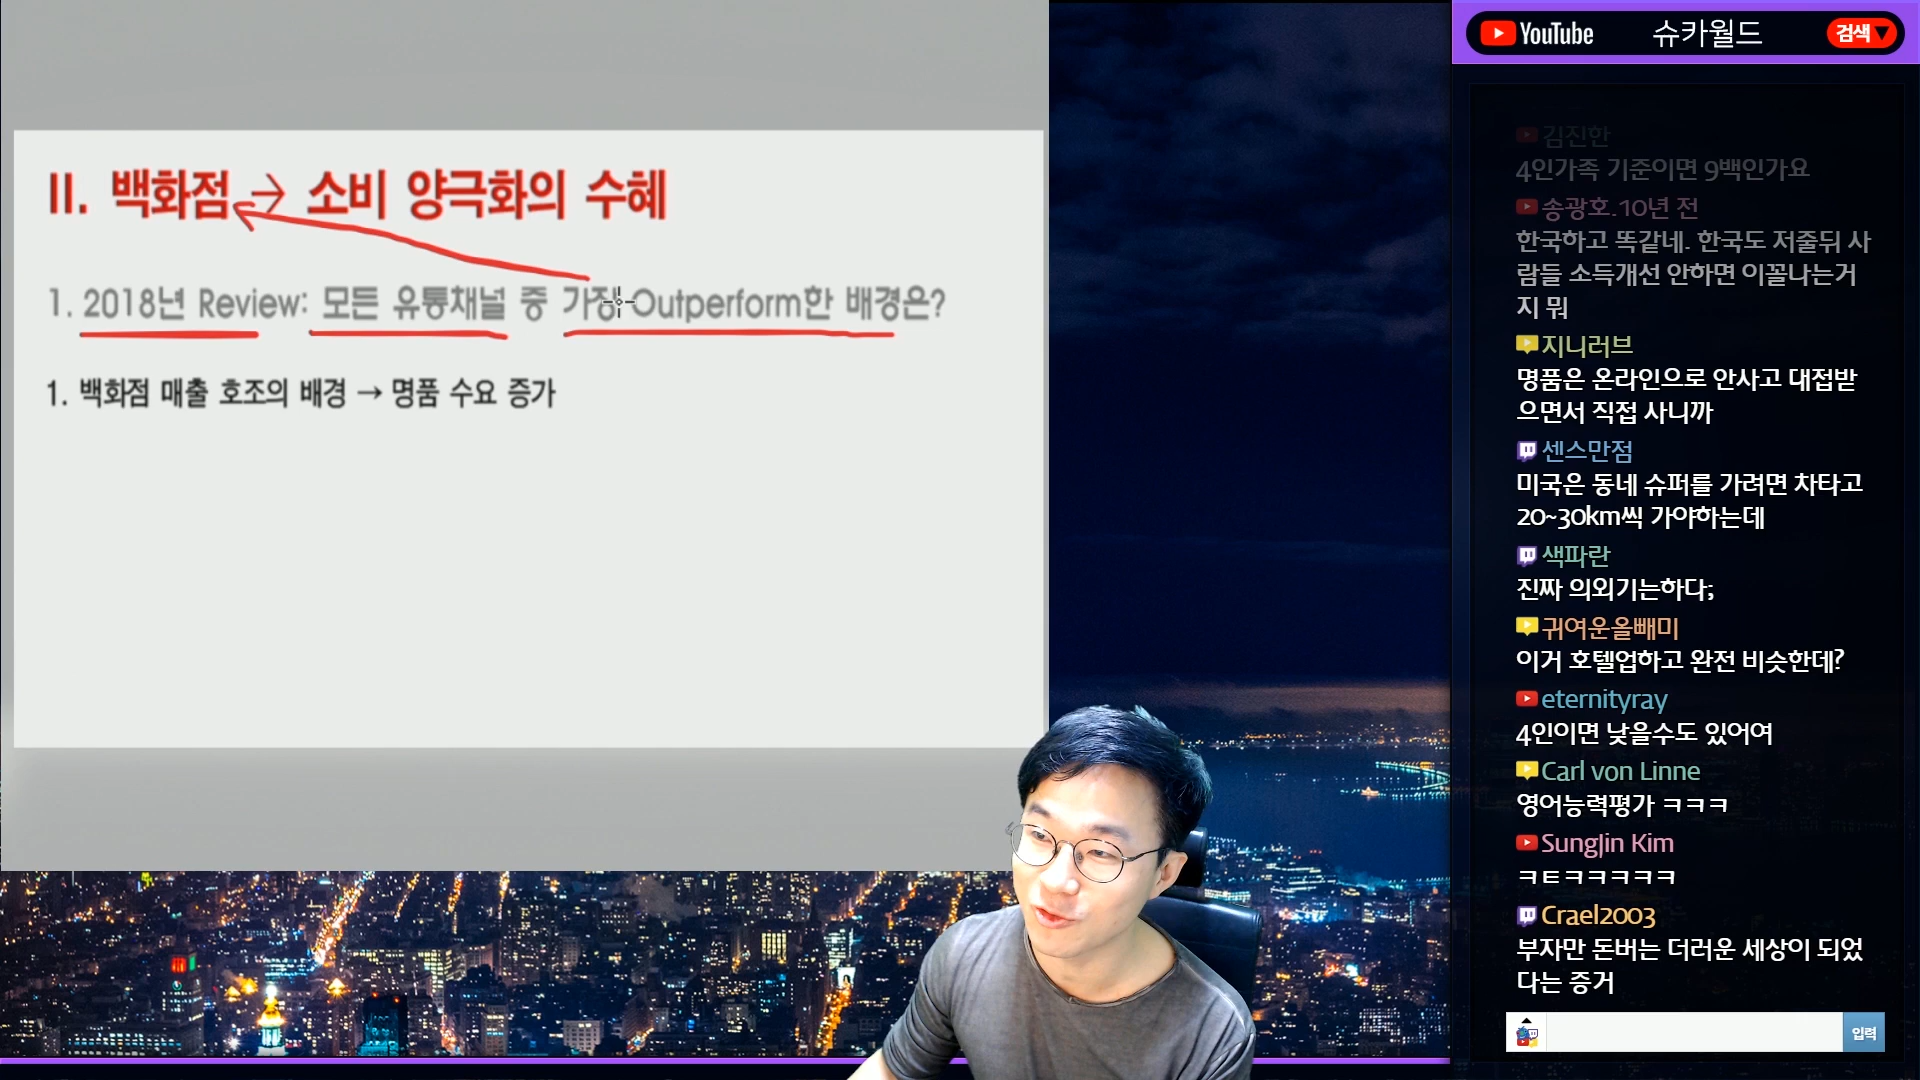 II. 백화점 → 소비 양극화의 수혜
1. 2018년 Review: 모든 유통채널 중 가장 Outperform한 배경은?
1. 백화점 매출 호조의 배경 → 명품 수요 증가
YouTube 슈카월드 검색▼
김진한
4인가족 기준이면 9백인가요
송광호.10년 전
한국하고 똑같네. 한국도 저줄뒤 사
람들 소득개선 안하면 이꼴나는거
지 뭐
지니러브
명품은 온라인으로 안사고 대접받
으면서 직접 사니까
센스만점
미국은 동네 슈퍼를 가려면 차타고
20~30km씩 가야하는데
색파란
진짜 의외기는하다;
귀여운올빼미
이거 호텔업하고 완전 비슷한데?
eternityray
4인이면 낮을수도 있어여
Carl von Linne
영어능력평가 ㅋㅋㅋ
SungJin Kim
ㅋㅌㅋㅋㅋㅋㅋ
Crael2003
부자만 돈버는 더러운 세상이 되었
다는 증거
입력